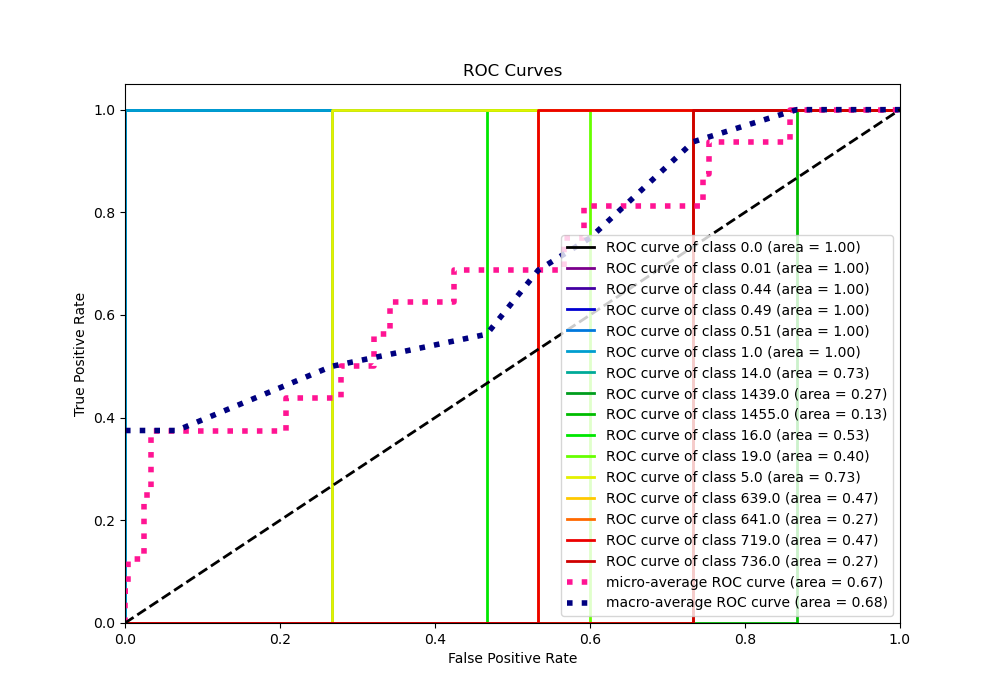 ROC Curves
1.0
0.8
0.6
0.4
0.2
0.0
True Positive Rate
ROC curve of class 0.0 (area = 1.00)
ROC curve of class 0.01 (area = 1.00)
ROC curve of class 0.44 (area = 1.00)
ROC curve of class 0.49 (area = 1.00)
ROC curve of class 0.51 (area = 1.00)
ROC curve of class 1.0 (area = 1.00)
ROC curve of class 14.0 (area = 0.73)
ROC curve of class 1439.0 (area = 0.27)
ROC curve of class 1455.0 (area = 0.13)
ROC curve of class 16.0 (area = 0.53)
ROC curve of class 19.0 (area = 0.40)
ROC curve of class 5.0 (area = 0.73)
ROC curve of class 639.0 (area = 0.47)
ROC curve of class 641.0 (area = 0.27)
ROC curve of class 719.0 (area = 0.47)
ROC curve of class 736.0 (area = 0.27)
micro-average ROC curve (area = 0.67)
macro-average ROC curve (area = 0.68)
0.0 0.2 0.4 0.6 0.8 1.0
False Positive Rate